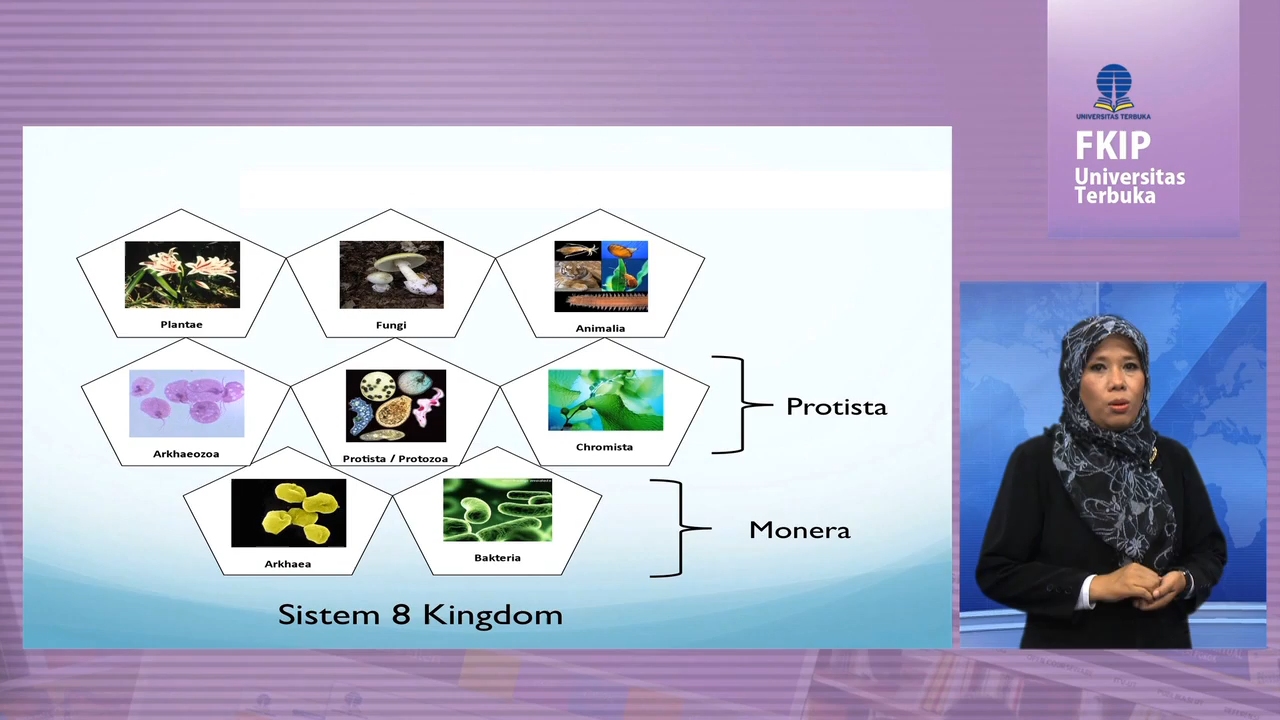 UNIVERSITAS TERBUKA
FKIP
Universitas
Terbuka
Plantae
Fungi
Animalia
Arkhaeozoa
Protista / Protozoa
Chromista
Protista
Arkhaea
Bakteria
Monera
Sistem 8 Kingdom